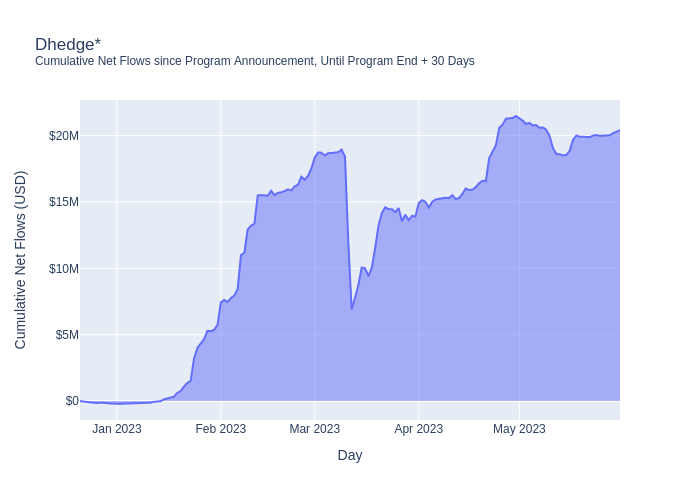 Dhedge*
Cumulative Net Flows since Program Announcement, Until Program End + 30 Days
Cumulative Net Flows (USD)
$20M
$15M
$10M
$5M
$0
Jan 2023
Feb 2023
Mar 2023
Apr 2023
May 2023
Day